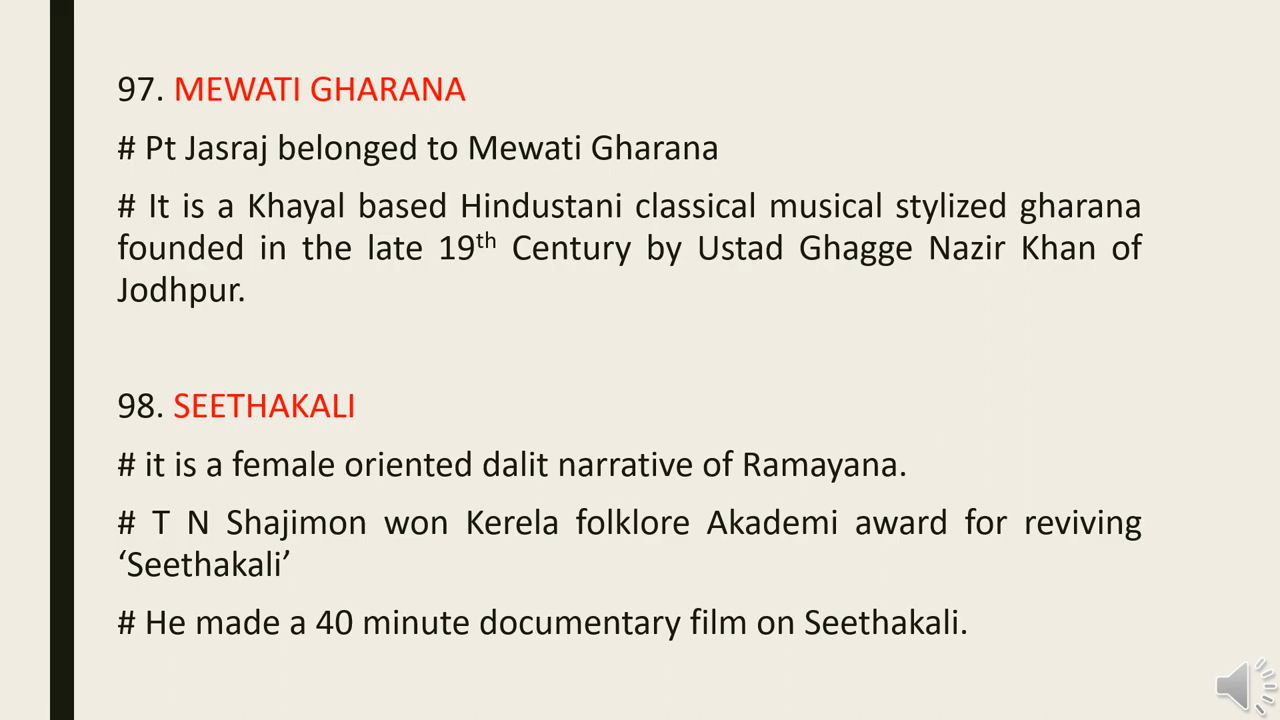 97. MEWATI GHARANA
# Pt Jasraj belonged to Mewati Gharana
# It is a Khayal based Hindustani classical musical stylized gharana
founded in the late 19th Century by Ustad Ghagge Nazir Khan of
Jodhpur.
98. SEETHAKALI
# it is a female oriented dalit narrative of Ramayana.
# T N Shajimon won Kerela folklore Akademi award for reviving
‘Seethakali’
# He made a 40 minute documentary film on Seethakali.